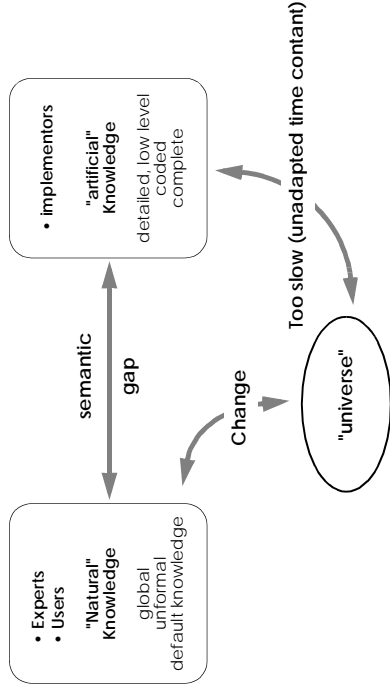 • Experts
• Users
"Natural"
Knowledge
global
unformal
default knowledge
semantic
gap
• implementors
"artificial"
Knowledge
detailed, low level
coded
complete
Change
Too slow (unadapted time contant)
"universe"